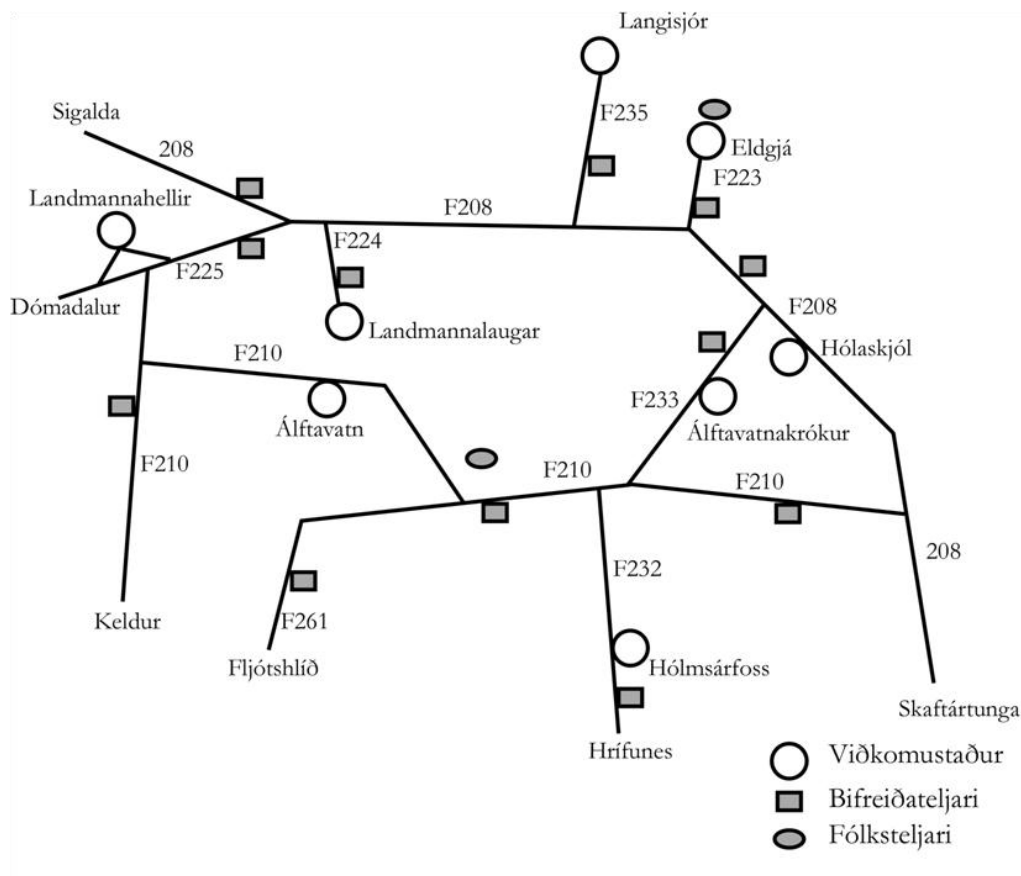 Langisjór
Sigalda
F235
Eldgjá
208
F223
Landmannahellir
F208
F224
F225
Dómadalur
F208
Landmannalaugar
Hólaskjól
F210
F233
Álftavatn
Álftavatnakrókur
F210
F210
F210
208
F232
Keldur
F261
Fljótshlíð
Hólmsárfoss
Skaftártunga
Hrífunes
Viðkomustaður
Bifreiðateljari
Fólksteljari